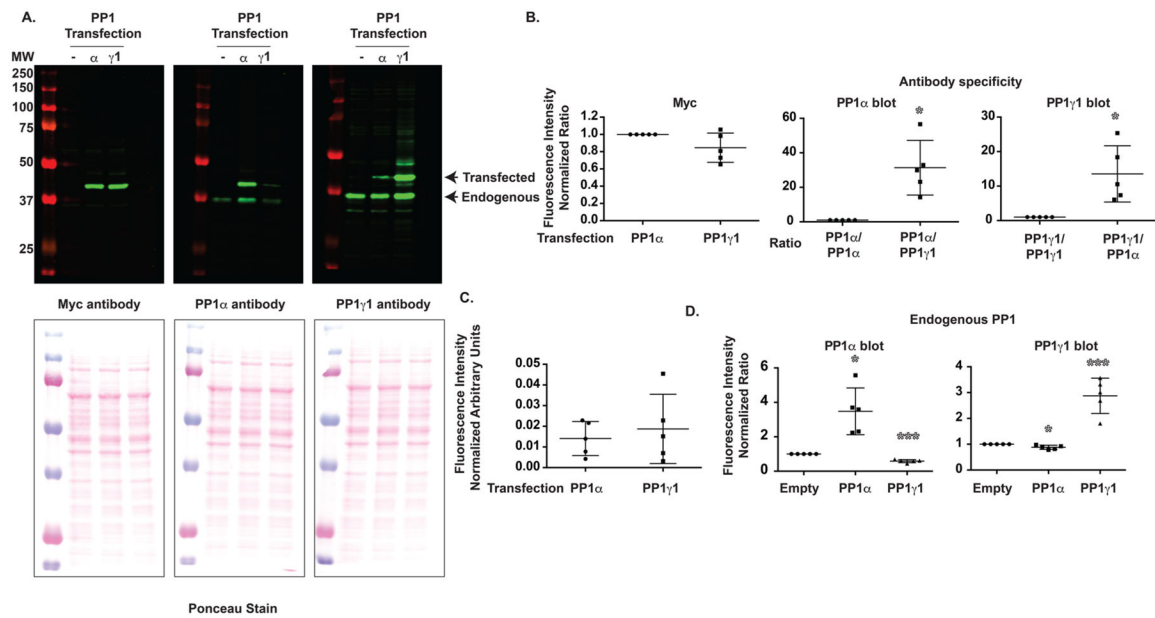 A.
PP1
Transfection
PP1
Transfection
PP1
Transfection
MW
- α γ1
- α γ1
- α γ1
250
150
100
75
50
37
25
Transfected
Endogenous
Myc antibody
PP1α antibody
PP1γ1 antibody
Ponceau Stain
B.
Antibody specificity
Myc
Fluorescence Intensity
Normalized Ratio
1.2
1.0
0.8
0.6
0.4
0.2
0.0
Transfection
PP1α
PP1γ1
PP1α blot
*
60
40
20
0
Ratio
PP1α/
PP1α
PP1α/
PP1γ1
PP1γ1 blot
*
30
20
10
0
PP1γ1/
PP1γ1
PP1γ1/
PP1α
C.
Fluorescence Intensity
Normalized Arbitrary Units
0.05
0.04
0.03
0.02
0.01
0.00
Transfection
PP1α
PP1γ1
D.
Endogenous PP1
PP1α blot
Fluorescence Intensity
Normalized Ratio
*
***
8
6
4
2
0
Empty
PP1α
PP1γ1
PP1γ1 blot
*
***
4
3
2
1
0
Empty
PP1α
PP1γ1